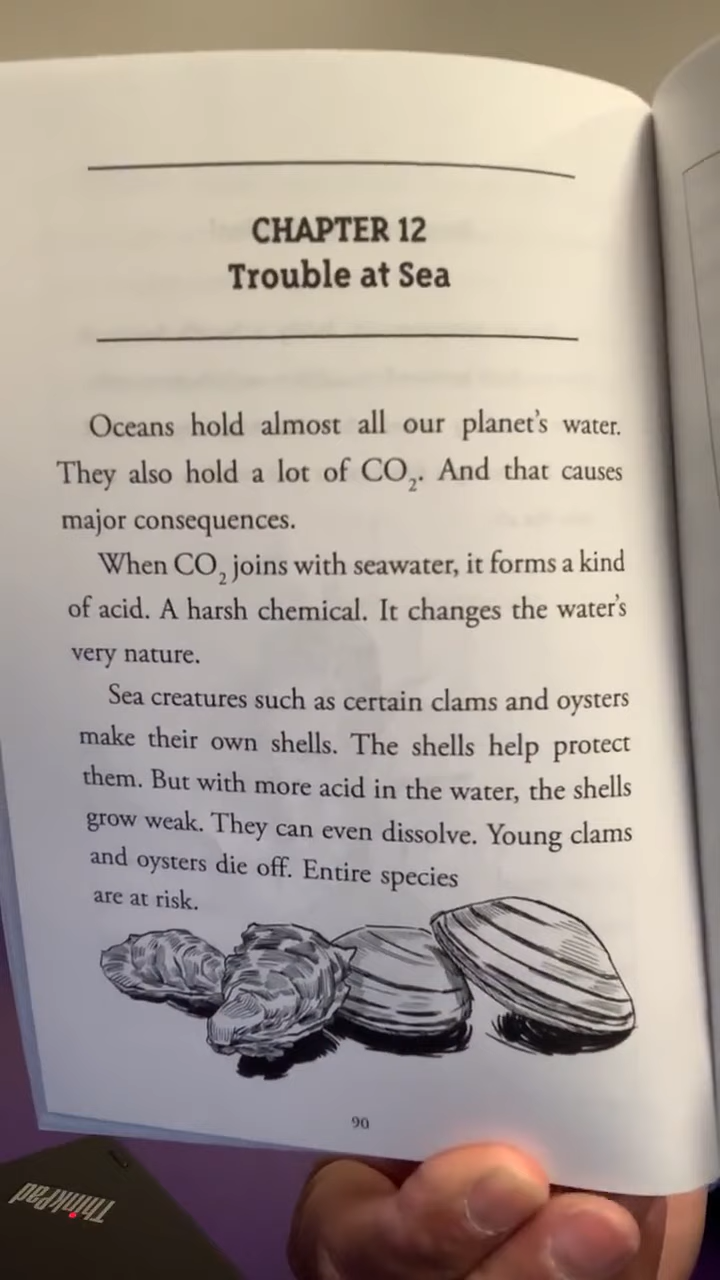 CHAPTER 12
Trouble at Sea
Oceans hold almost all our planet's water.
They also hold a lot of CO₂. And that causes
major consequences.
When CO₂ joins with seawater, it forms a kind
of acid. A harsh chemical. It changes the water's
very nature.
Sea creatures such as certain clams and oysters
make their own shells. The shells help protect
them. But with more acid in the water, the shells
grow weak. They can even dissolve. Young clams
and oysters die off. Entire species
are at risk.
90
ThinkPad